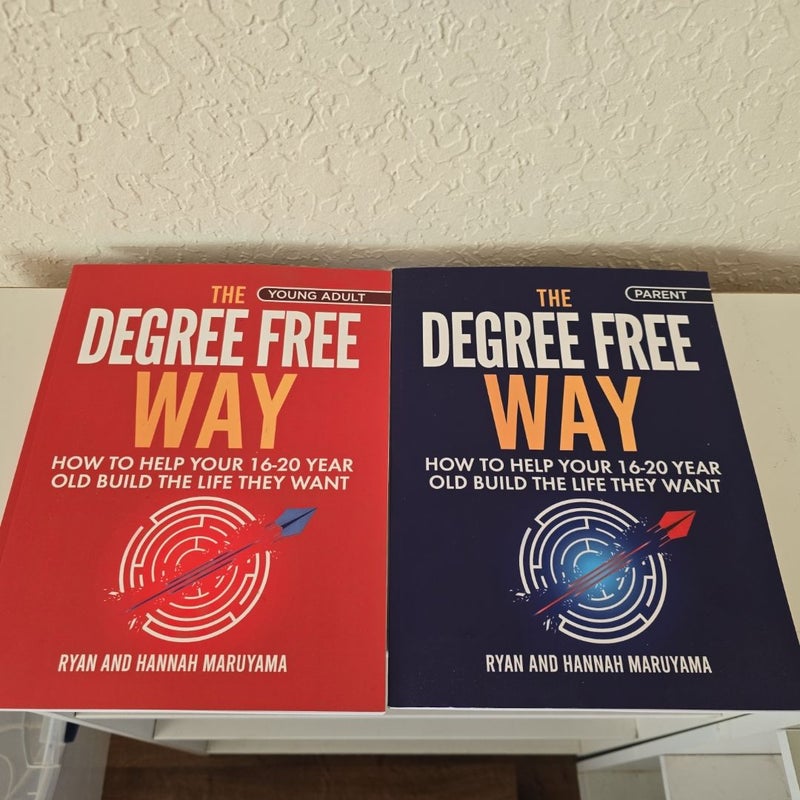 THE
YOUNG ADULT
DEGREE FREE
WAY
HOW TO HELP YOUR 16-20 YEAR
OLD BUILD THE LIFE THEY WANT
RYAN AND HANNAH MARUYAMA
THE
PARENT
DEGREE FREE
WAY
HOW TO HELP YOUR 16-20 YEAR
OLD BUILD THE LIFE THEY WANT
RYAN AND HANNAH MARUYAMA